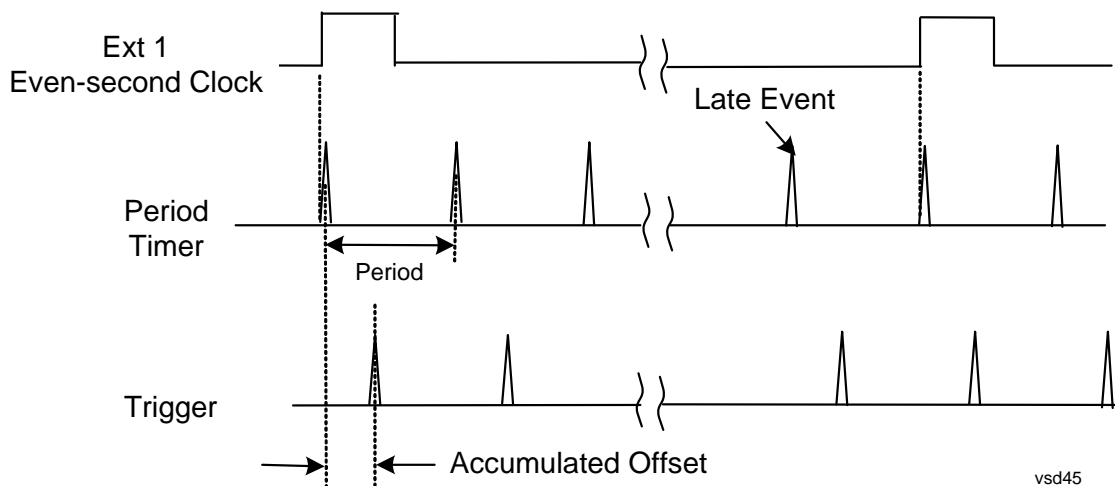 Ext 1
Even-second Clock
Late Event
Period
Timer
Period
Trigger
Accumulated Offset
vsd45